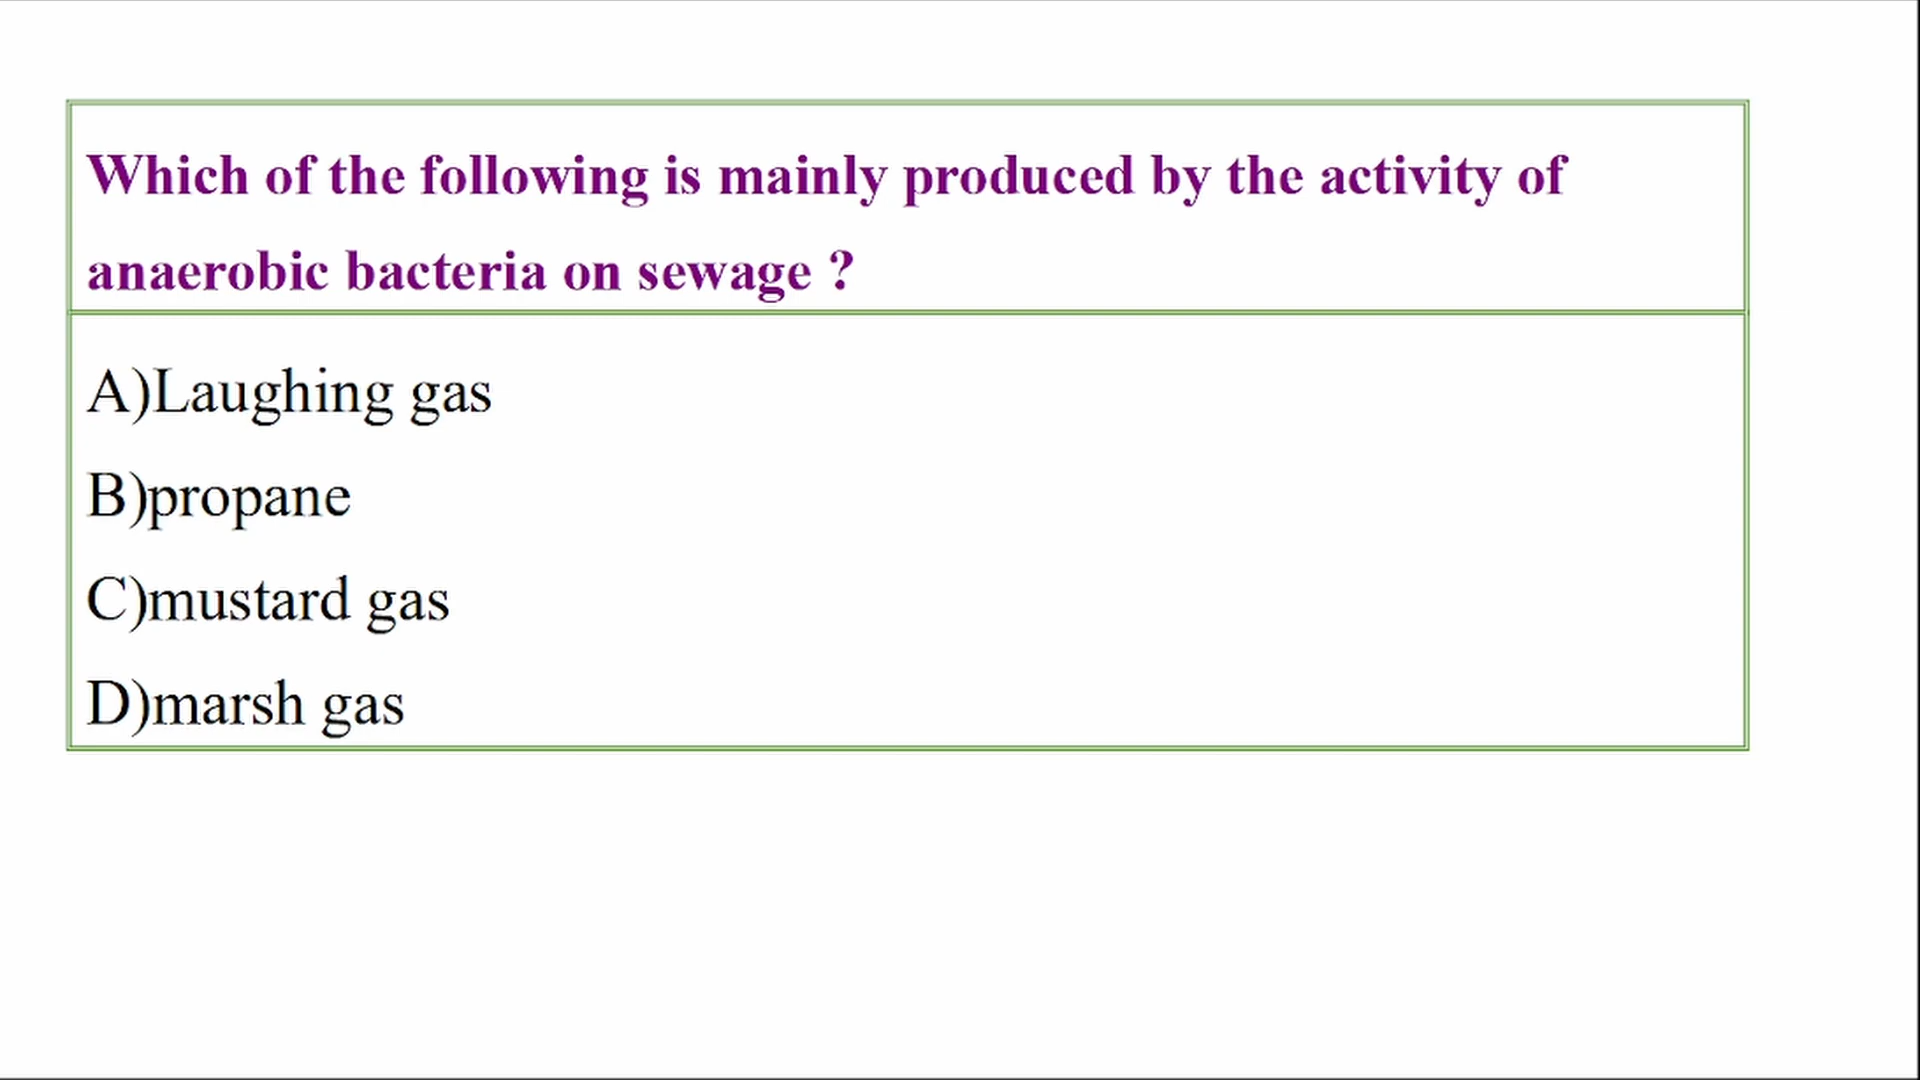 Which of the following is mainly produced by the activity of
anaerobic bacteria on sewage ?
A)Laughing gas
B)propane
C)mustard gas
D)marsh gas